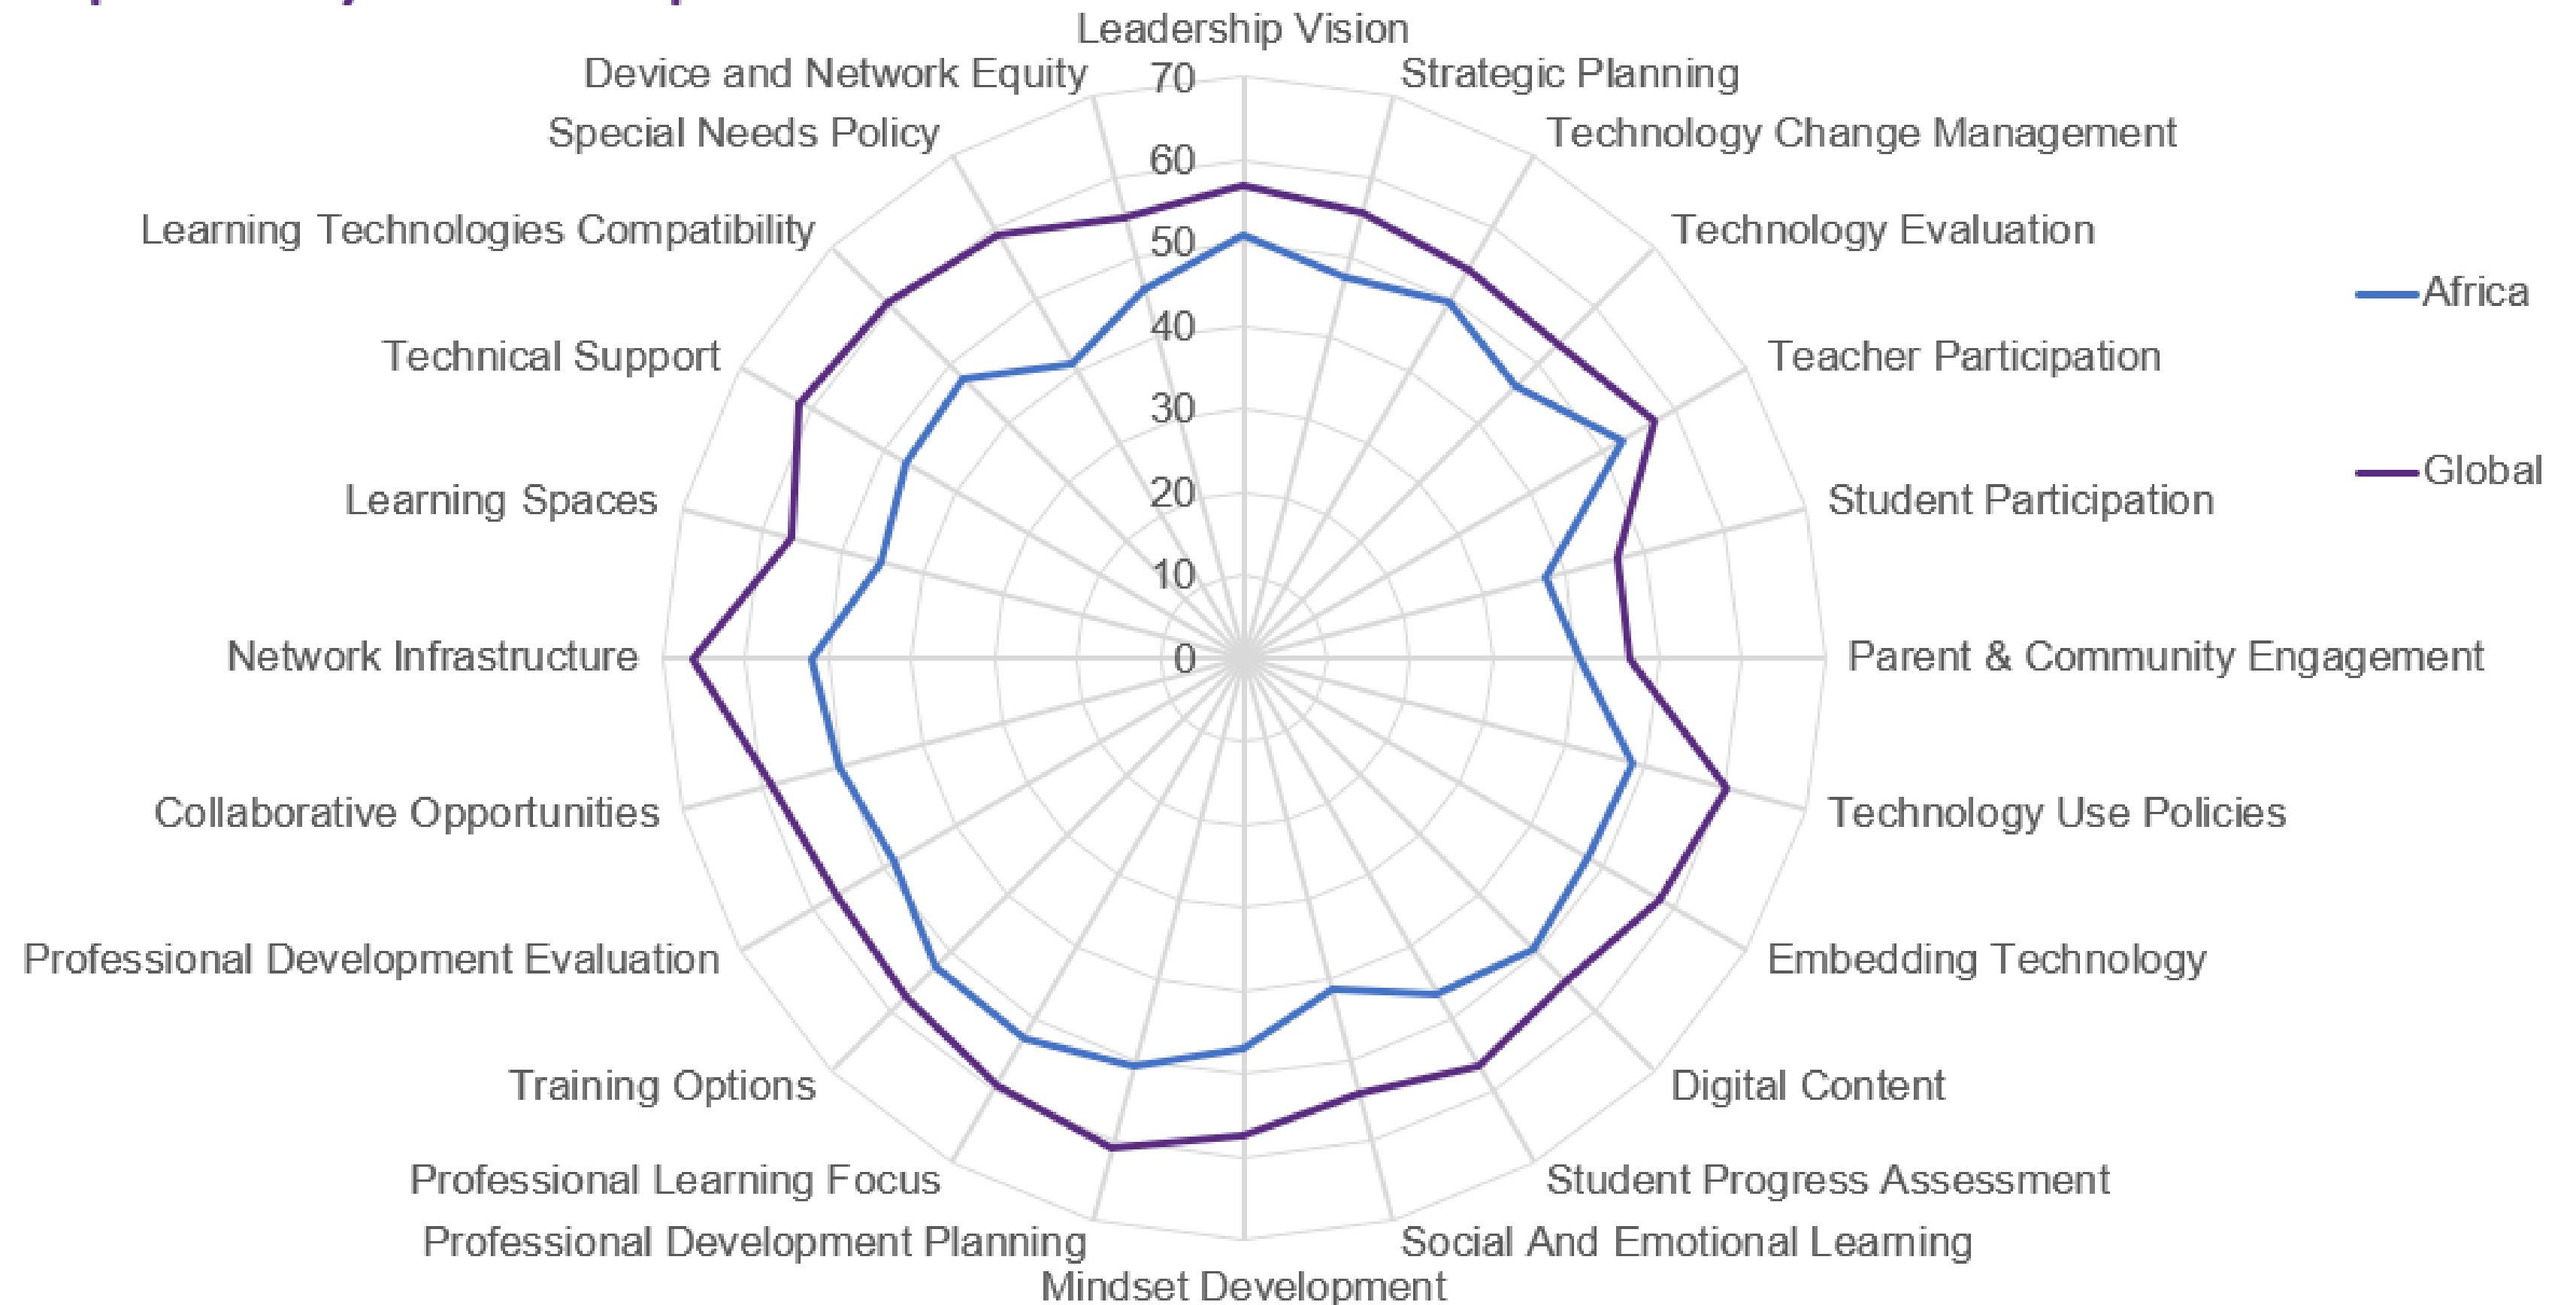 Leadership Vision
Device and Network Equity
70
Strategic Planning
Special Needs Policy
60
Technology Change Management
Learning Technologies Compatibility
50
Technology Evaluation
Africa
Technical Support
40
Teacher Participation
Global
Learning Spaces
30
20
Student Participation
10
Network Infrastructure
0
Parent & Community Engagement
Collaborative Opportunities
Technology Use Policies
Professional Development Evaluation
Embedding Technology
Training Options
Digital Content
Professional Learning Focus
Student Progress Assessment
Professional Development Planning
Social And Emotional Learning
Mindset Development